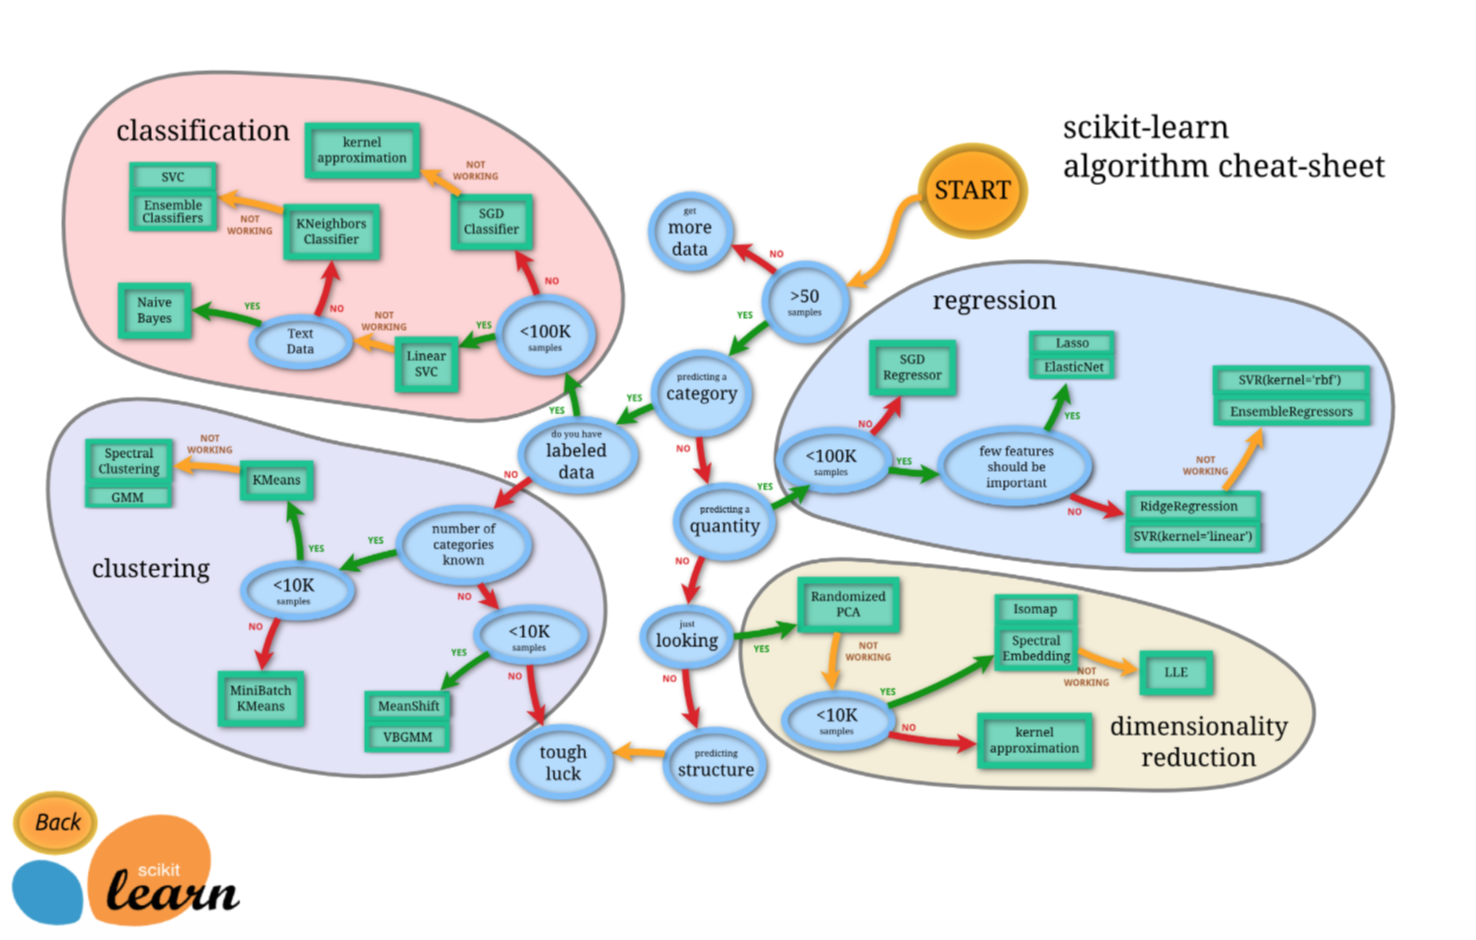 scikit-learn
algorithm cheat-sheet
START
classification
kernel
approximation
NOT
WORKING
SVC
Ensemble
Classifiers
NOT
WORKING
KNeighbors
Classifier
SGD
Classifier
NO
Naive
Bayes
YES
Text
Data
NO
NOT
WORKING
Linear
SVC
YES
<100K
samples
YES
get
more
data
NO
>50
samples
YES
predicting a
category
YES
do you have
labeled
data
NO
NO
predicting a
quantity
YES
NO
just
looking
YES
NO
predicting
structure
tough
luck
regression
SGD
Regressor
NO
<100K
samples
YES
few features
should be
important
YES
Lasso
ElasticNet
NO
RidgeRegression
SVR(kernel='linear')
NOT
WORKING
SVR(kernel='rbf')
EnsembleRegressors
clustering
Spectral
Clustering
GMM
NOT
WORKING
KMeans
YES
<10K
samples
YES
number of
categories
known
NO
NO
MiniBatch
KMeans
<10K
samples
YES
NO
MeanShift
VBGMM
dimensionality
reduction
Randomized
PCA
NOT
WORKING
<10K
samples
YES
NO
Isomap
Spectral
Embedding
NOT
WORKING
LLE
kernel
approximation
Back
scikit
learn